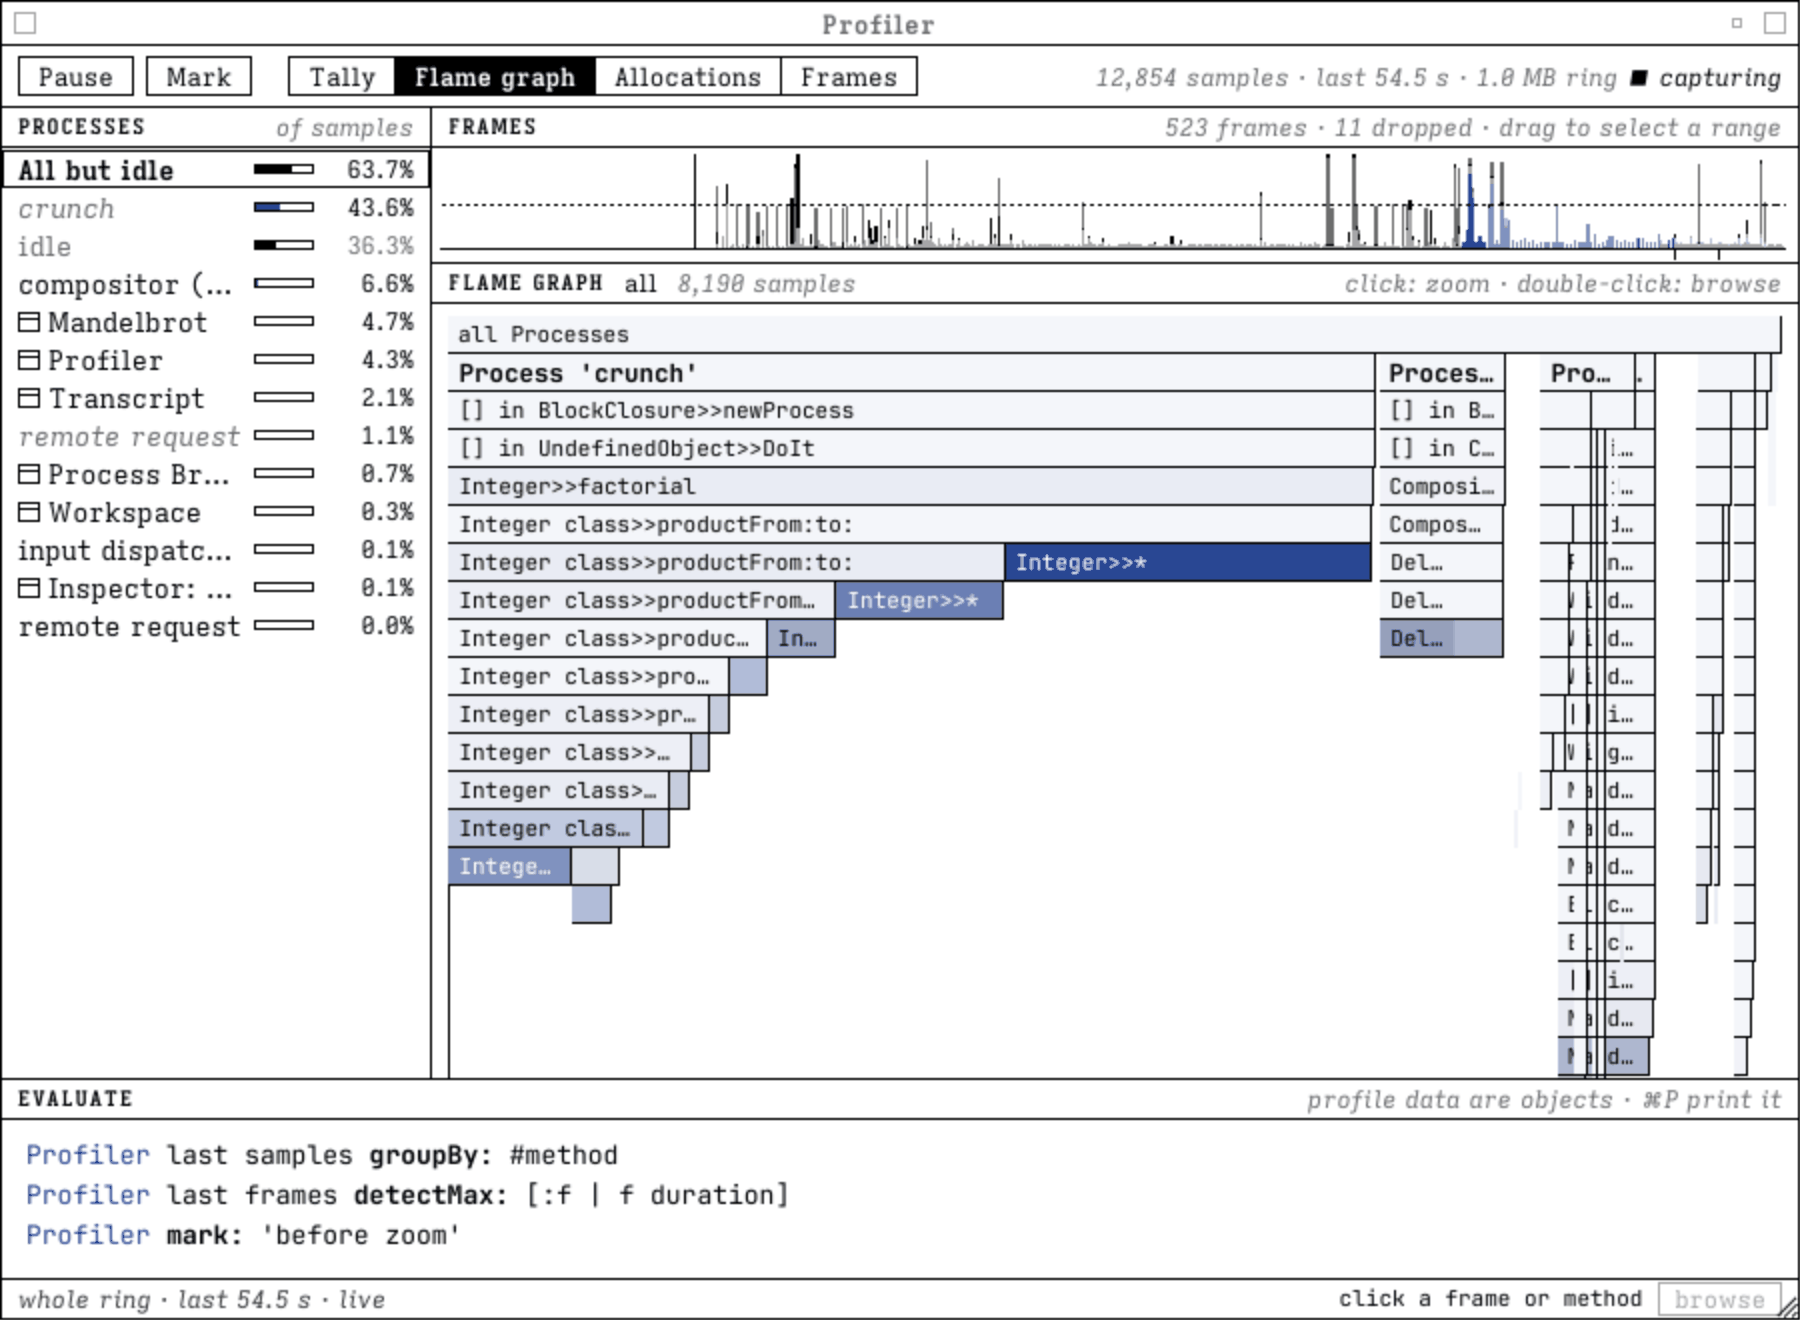 Profiler
Pause Mark Tally Flame graph Allocations Frames 12,854 samples · last 54.5 s · 1.0 MB ring ■ capturing
PROCESSES of samples
All but idle 63.7%
crunch 43.6%
idle 36.3%
compositor (… 6.6%
Mandelbrot 4.7%
Profiler 4.3%
Transcript 2.1%
remote request 1.1%
Process Br… 0.7%
Workspace 0.3%
input dispatc… 0.1%
Inspector: … 0.1%
remote request 0.0%
FRAMES 523 frames · 11 dropped · drag to select a range
FLAME GRAPH all 8,190 samples click: zoom · double-click: browse
all Processes
Process 'crunch' Proces… Pro…
[] in BlockClosure>>newProcess [] in B…
[] in UndefinedObject>>DoIt [] in C…
Integer>>factorial Composi…
Integer class>>productFrom:to: Compos… d…
Integer class>>productFrom:to: Integer>>* Del… n…
Integer class>>productFrom… Integer>>* Del… d…
Integer class>>produc… In… Del… d…
Integer class>>pro… d…
Integer class>>pr… i…
Integer class>>… g…
Integer class>… d…
Integer clas… d…
Intege… d…
c…
c…
i…
d…
d…
EVALUATE profile data are objects · ⌘P print it
Profiler last samples groupBy: #method
Profiler last frames detectMax: [:f | f duration]
Profiler mark: 'before zoom'
whole ring · last 54.5 s · live click a frame or method browse